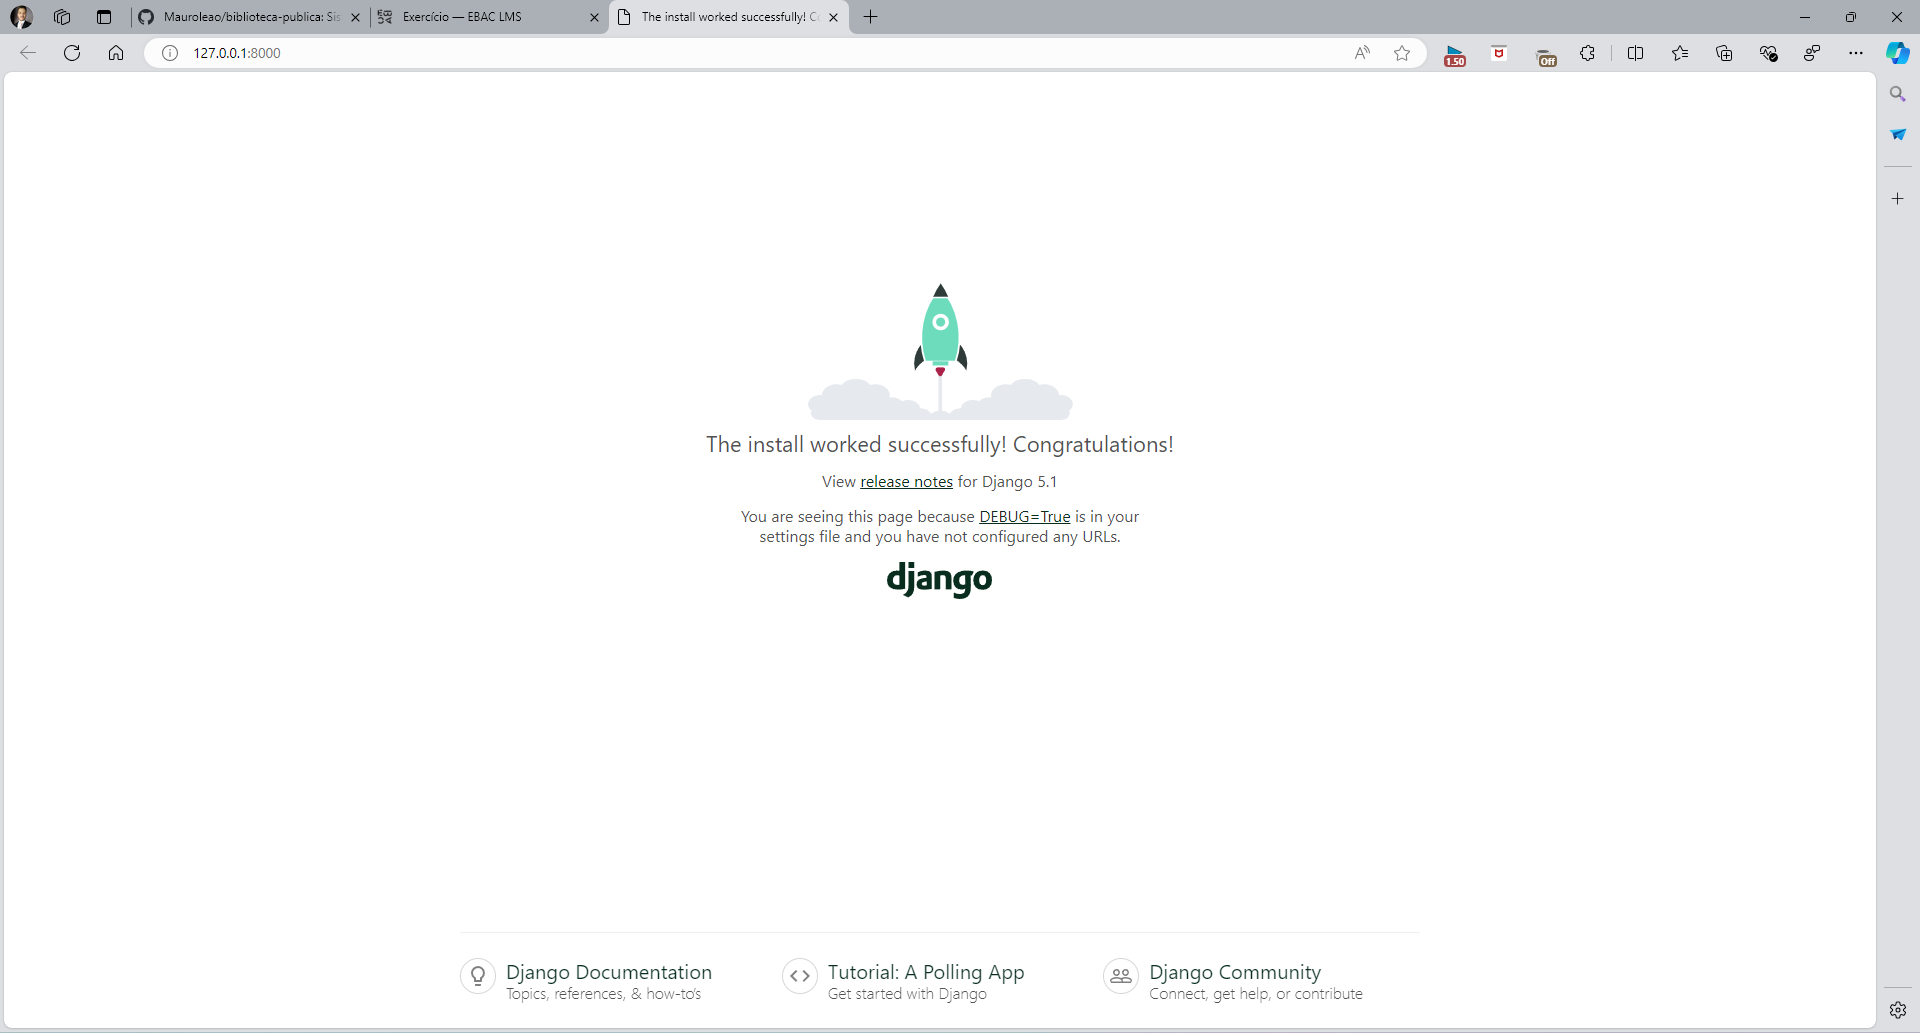 Mauroleao/biblioteca-publica: Sis
Exercício — EBAC LMS
The install worked successfully! Co
127.0.0.1:8000
1.50
Off
The install worked successfully! Congratulations!
View release notes for Django 5.1
You are seeing this page because DEBUG=True is in your
settings file and you have not configured any URLs.
django
Django Documentation
Topics, references, & how-to's
Tutorial: A Polling App
Get started with Django
Django Community
Connect, get help, or contribute